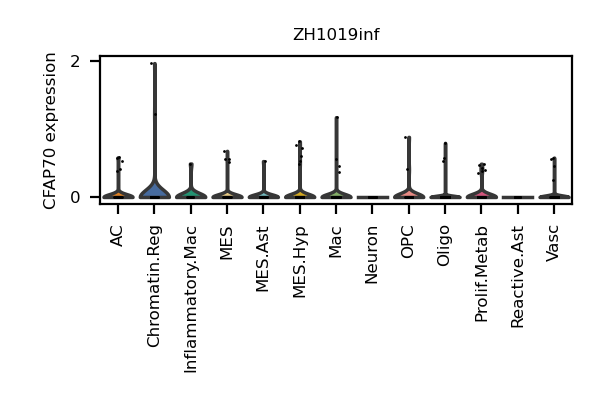 ZH1019inf
CFAP70 expression
2
0
AC
Chromatin.Reg
Inflammatory.Mac
MES
MES.Ast
MES.Hyp
Mac
Neuron
OPC
Oligo
Prolif.Metab
Reactive.Ast
Vasc